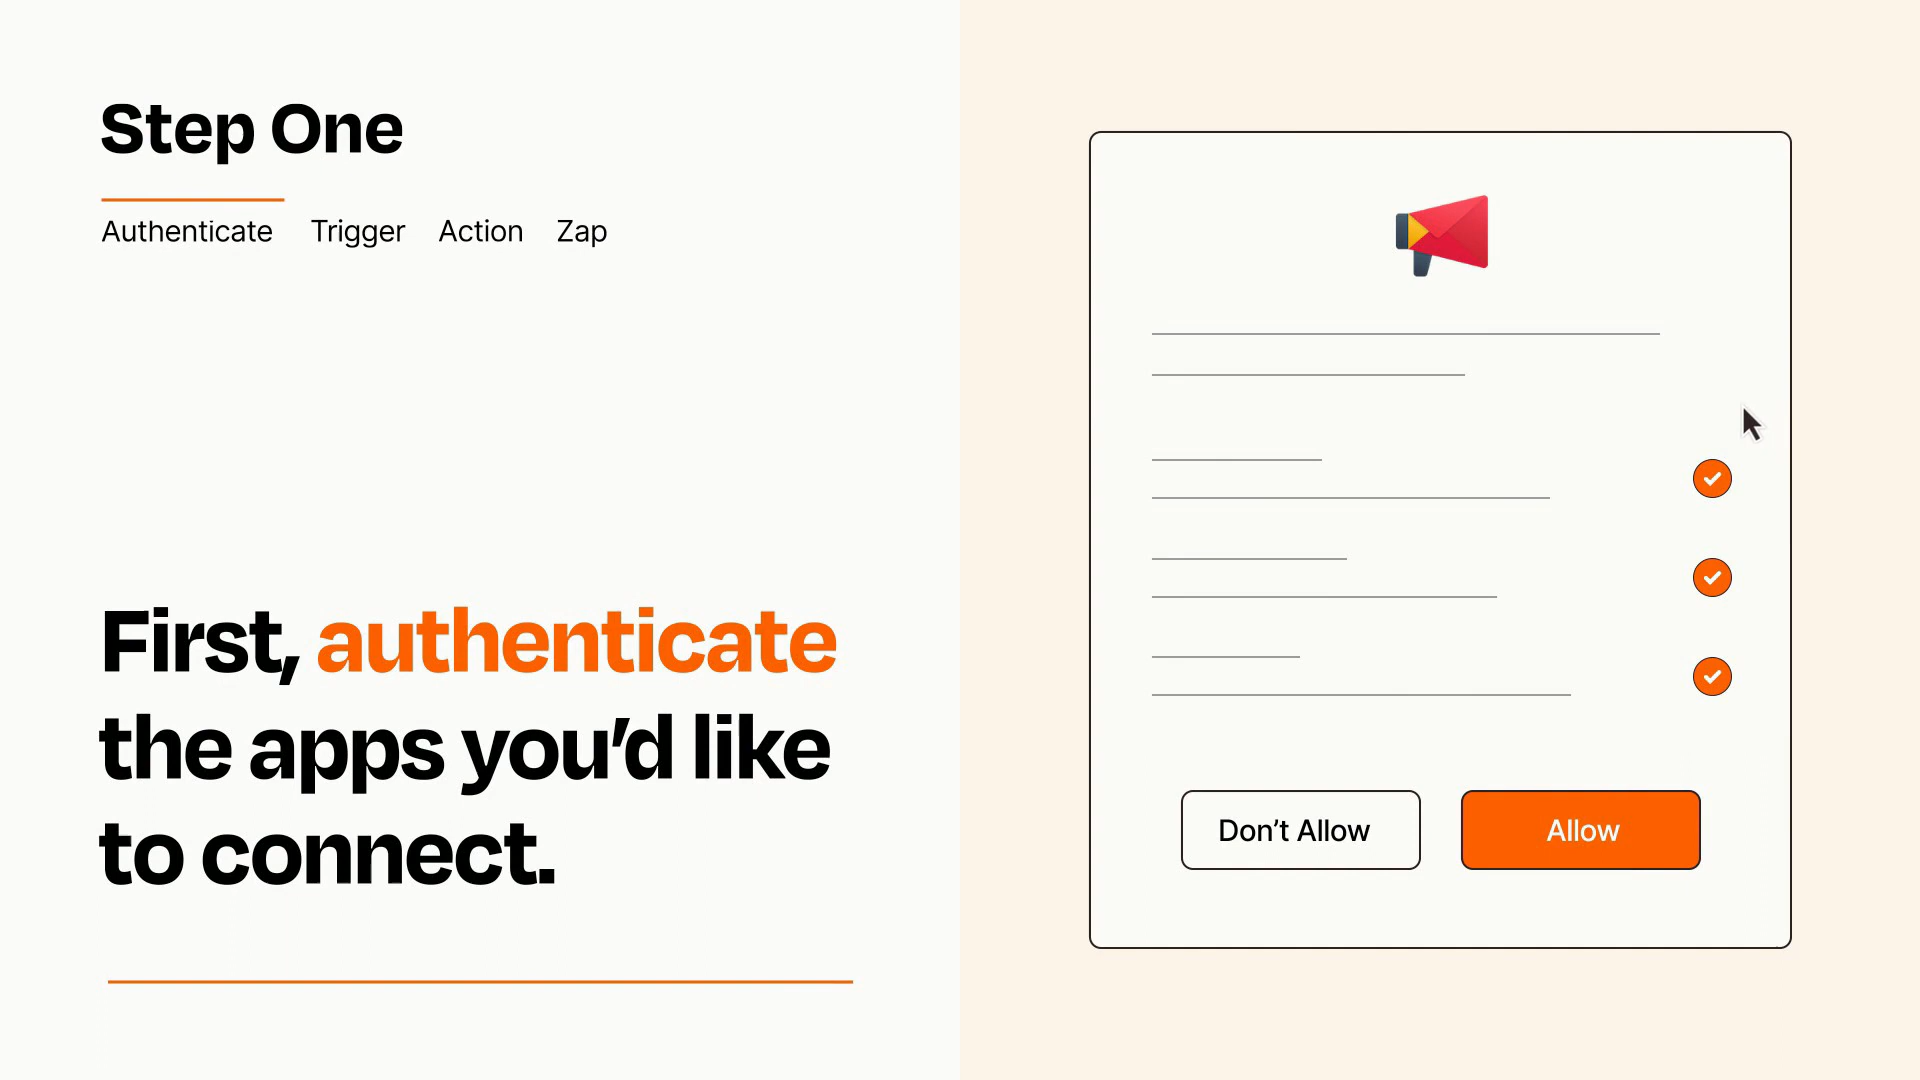 Step One
Authenticate Trigger Action Zap
First, authenticate
the apps you’d like
to connect.
Don’t Allow
Allow